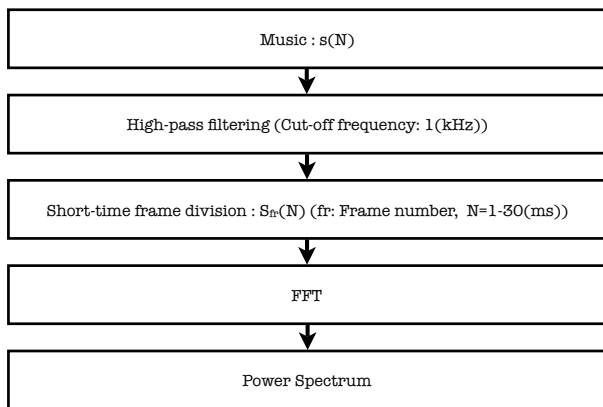 Music : s(N)
High-pass filtering (Cut-off frequency: 1(kHz))
Short-time frame division : Sfr(N) (fr: Frame number, N=1-30(ms))
FFT
Power Spectrum